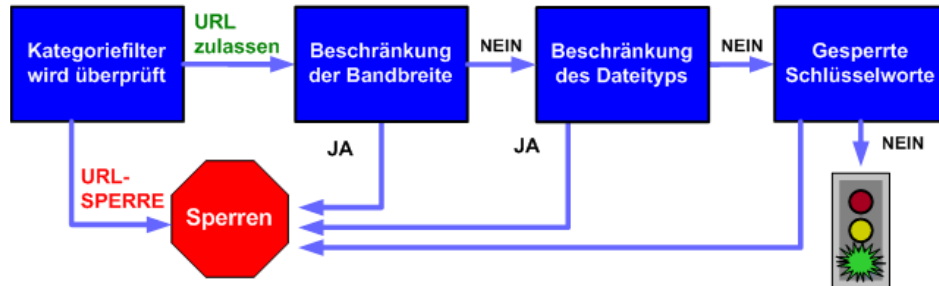 URL
zulassen
Kategoriefilter
wird überprüft
Beschränkung
der Bandbreite
NEIN
Beschränkung
des Dateityps
NEIN
Gesperrte
Schlüsselworte
JA
JA
NEIN
URL-
SPERRE
Sperren